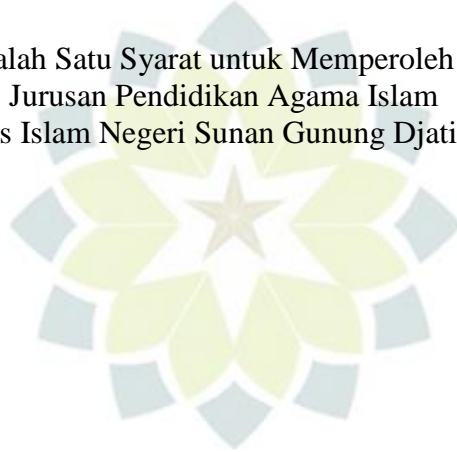 alah Satu Syarat untuk Memperoleh
Jurusan Pendidikan Agama Islam
s Islam Negeri Sunan Gunung Djati